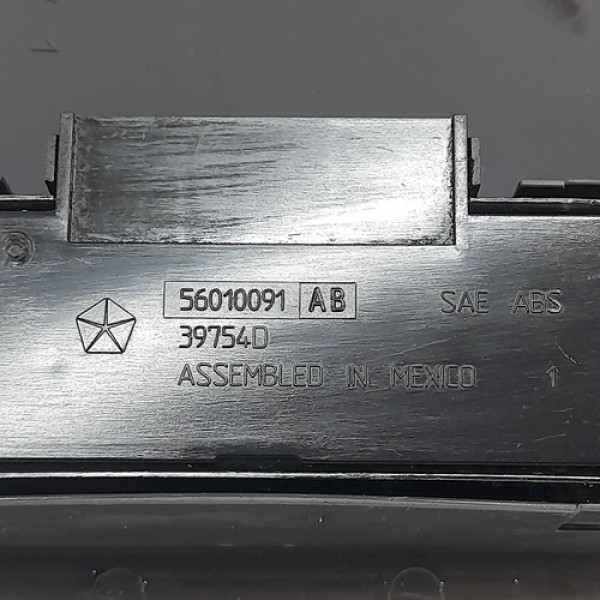 56010091 AB SAE ABS
39754D
ASSEMBLED IN MEXICO 1